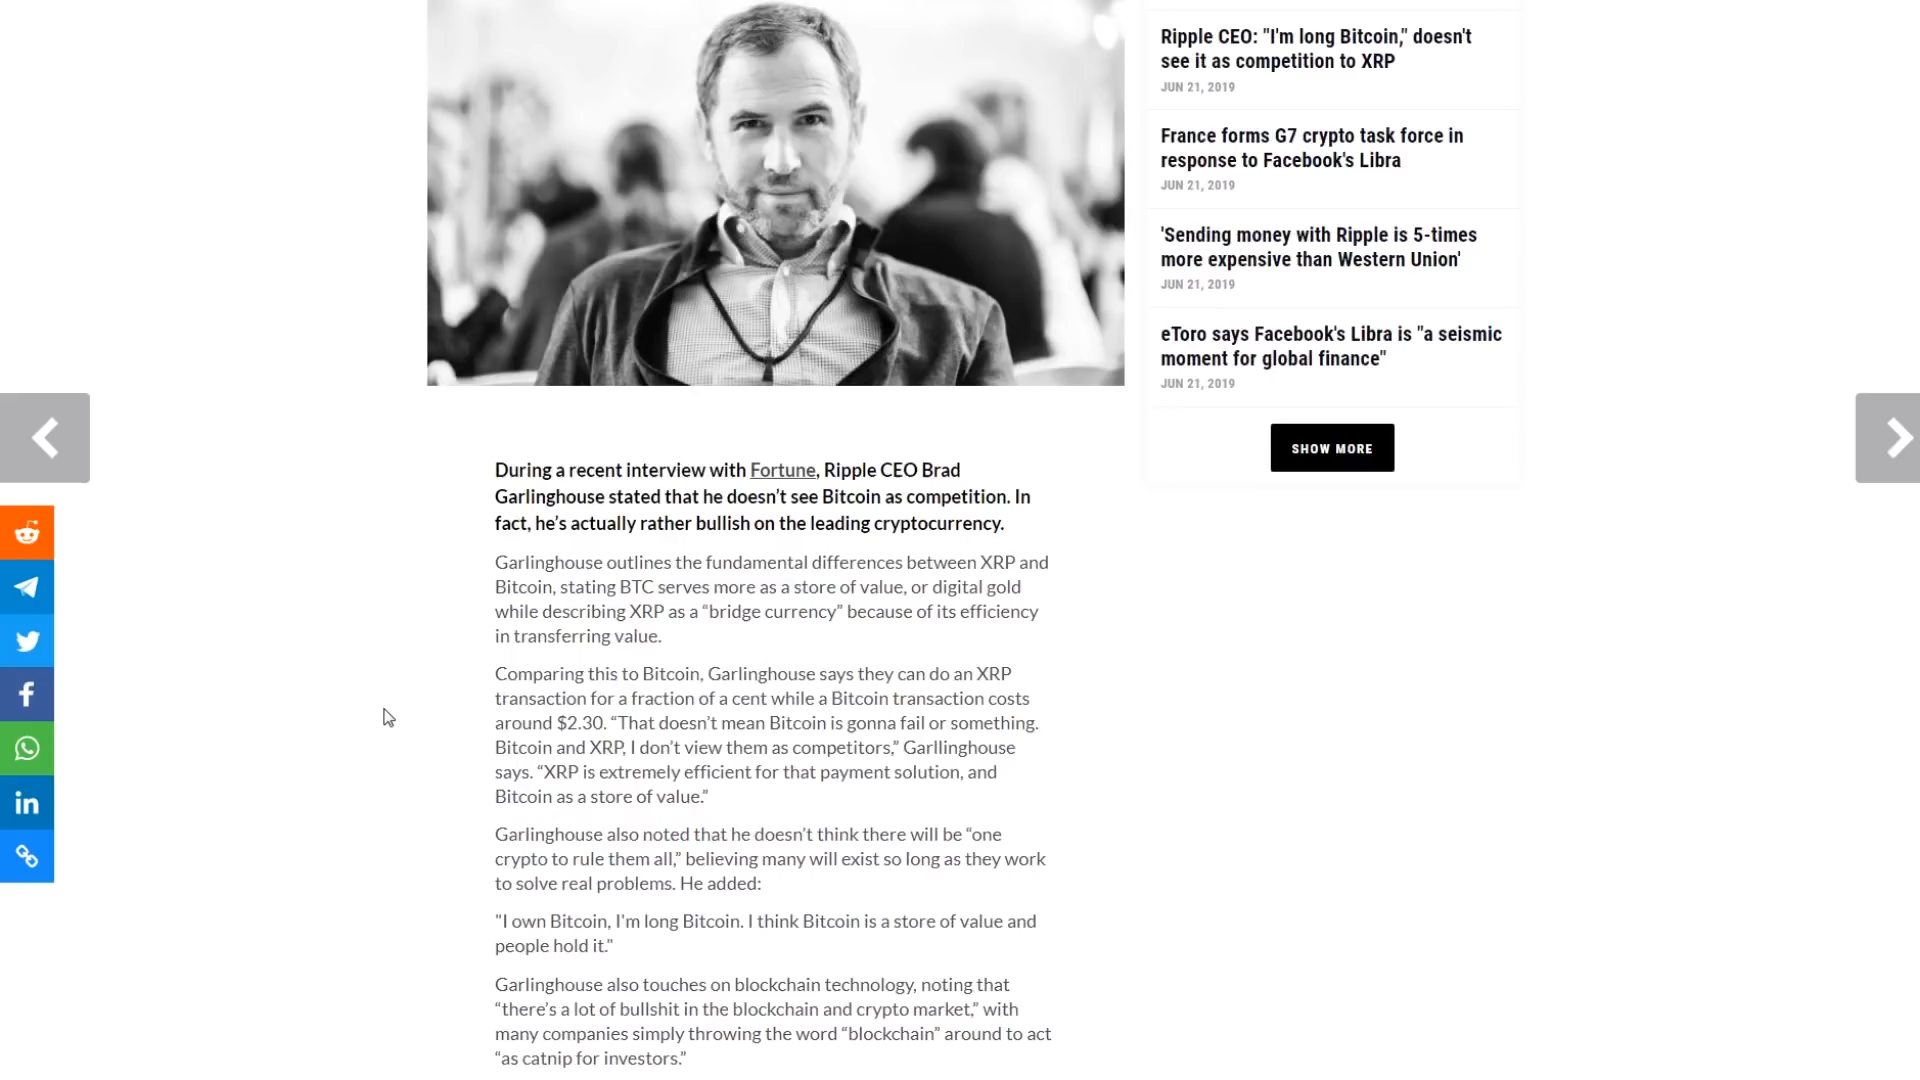 During a recent interview with Fortune, Ripple CEO Brad
Garlinghouse stated that he doesn’t see Bitcoin as competition. In
fact, he’s actually rather bullish on the leading cryptocurrency.
Garlinghouse outlines the fundamental differences between XRP and
Bitcoin, stating BTC serves more as a store of value, or digital gold
while describing XRP as a “bridge currency” because of its efficiency
in transferring value.
Comparing this to Bitcoin, Garlinghouse says they can do an XRP
transaction for a fraction of a cent while a Bitcoin transaction costs
around $2.30. “That doesn’t mean Bitcoin is gonna fail or something.
Bitcoin and XRP, I don’t view them as competitors,” Garllinghouse
says. “XRP is extremely efficient for that payment solution, and
Bitcoin as a store of value.”
Garlinghouse also noted that he doesn’t think there will be “one
crypto to rule them all,” believing many will exist so long as they work
to solve real problems. He added:
"I own Bitcoin, I'm long Bitcoin. I think Bitcoin is a store of value and
people hold it."
Garlinghouse also touches on blockchain technology, noting that
“there’s a lot of bullshit in the blockchain and crypto market,” with
many companies simply throwing the word “blockchain” around to act
“as catnip for investors.”
Ripple CEO: "I'm long Bitcoin," doesn't
see it as competition to XRP
JUN 21, 2019
France forms G7 crypto task force in
response to Facebook's Libra
JUN 21, 2019
'Sending money with Ripple is 5-times
more expensive than Western Union'
JUN 21, 2019
eToro says Facebook's Libra is "a seismic
moment for global finance"
JUN 21, 2019
SHOW MORE